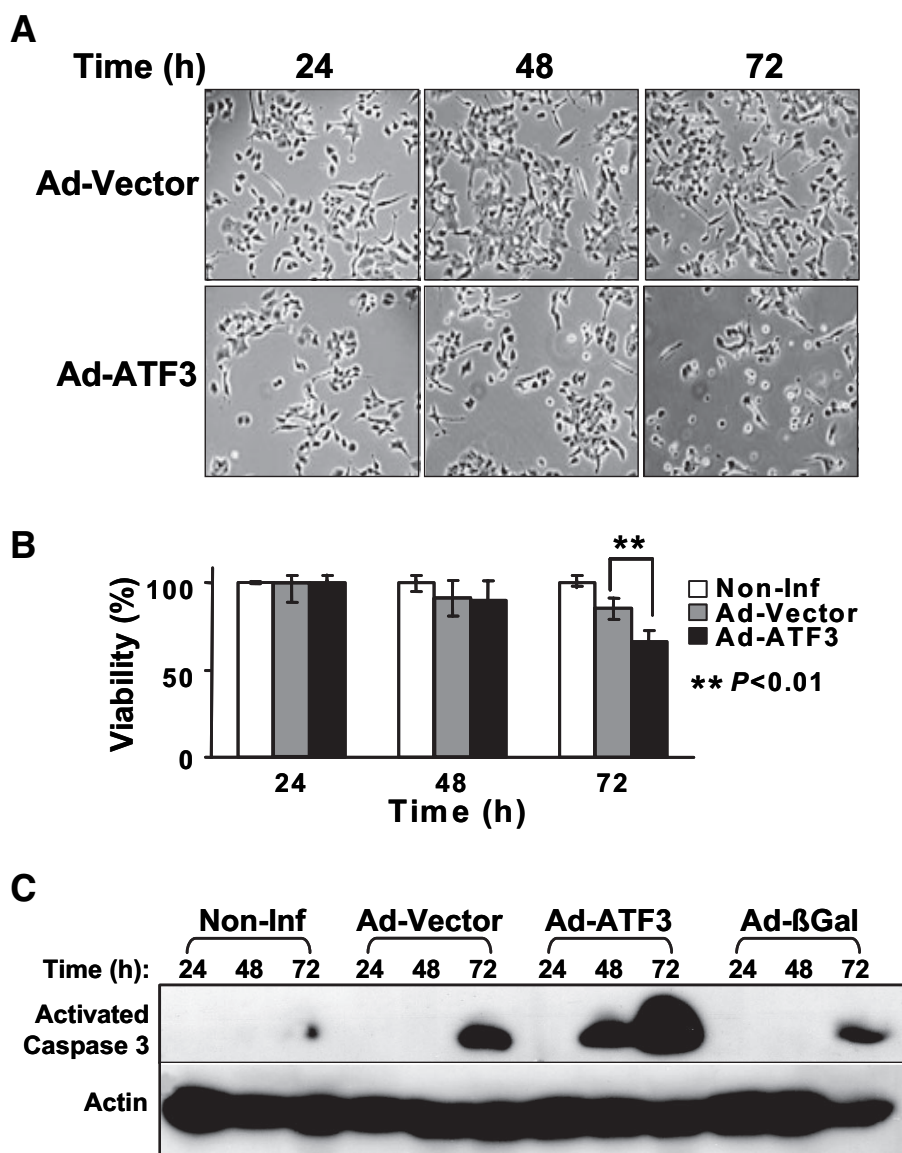 A
Time (h) 24 48 72
Ad-Vector
Ad-ATF3
B
Viability (%)
100
50
0
24 48 72
Time (h)
**
Non-Inf
Ad-Vector
Ad-ATF3
** P<0.01
C
Non-Inf Ad-Vector Ad-ATF3 Ad-ßGal
Time (h): 24 48 72 24 48 72 24 48 72 24 48 72
Activated
Caspase 3
Actin